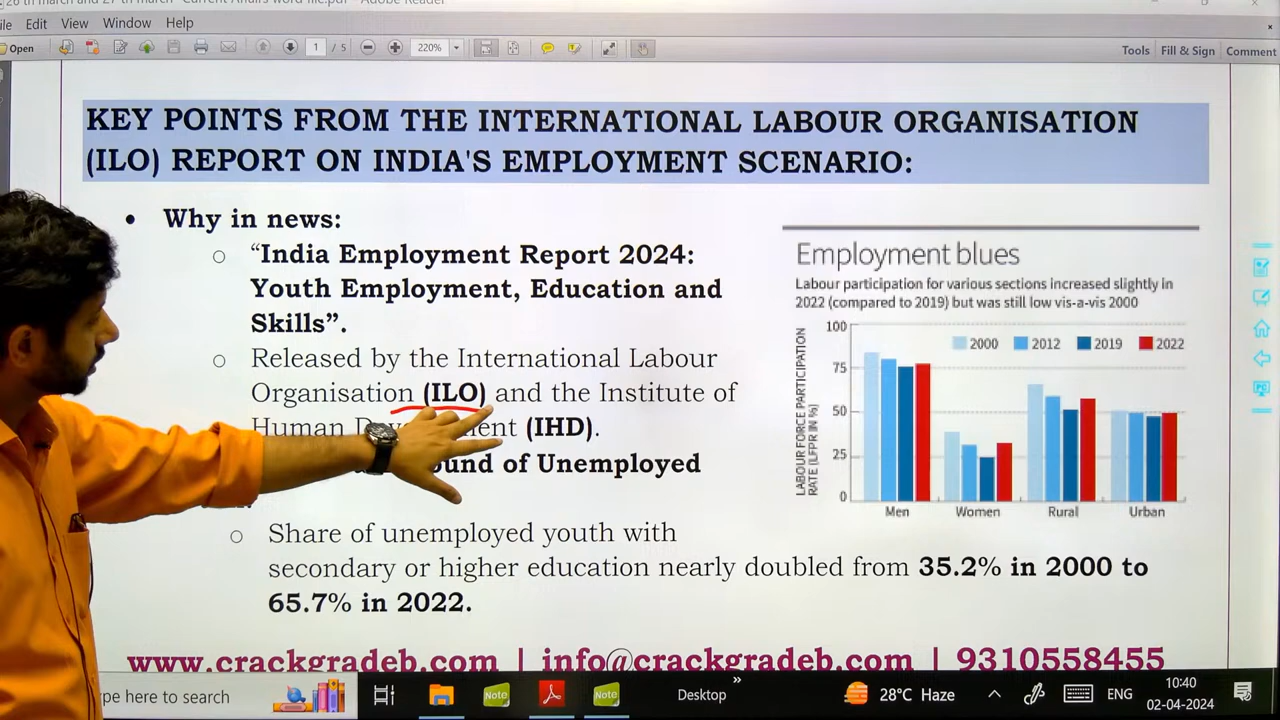 File Edit View Window Help
Open
1 / 5
220%
Tools Fill & Sign Comment
KEY POINTS FROM THE INTERNATIONAL LABOUR ORGANISATION
(ILO) REPORT ON INDIA'S EMPLOYMENT SCENARIO:
• Why in news:
○ “India Employment Report 2024:
Youth Employment, Education and
Skills”.
○ Released by the International Labour
Organisation (ILO) and the Institute of
Human (IHD).
of Unemployed
○ Share of unemployed youth with
secondary or higher education nearly doubled from 35.2% in 2000 to
65.7% in 2022.
Employment blues
Labour participation for various sections increased slightly in
2022 (compared to 2019) but was still low vis-a-vis 2000
LABOUR FORCE PARTICIPATION
RATE (LFPR IN %)
100
75
50
25
0
2000 2012 2019 2022
Men Women Rural Urban
www.crackgradeb.com | info@crackgradeb.com | 9310558455
here to search
Note
Note
Desktop
28°C Haze
ENG
10:40
02-04-2024